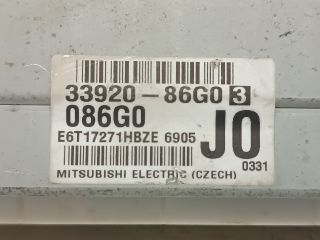 33920-86G0 3
086G0
E6T17271HBZE 6905
J0
0331
MITSUBISHI ELECTRIC (CZECH)